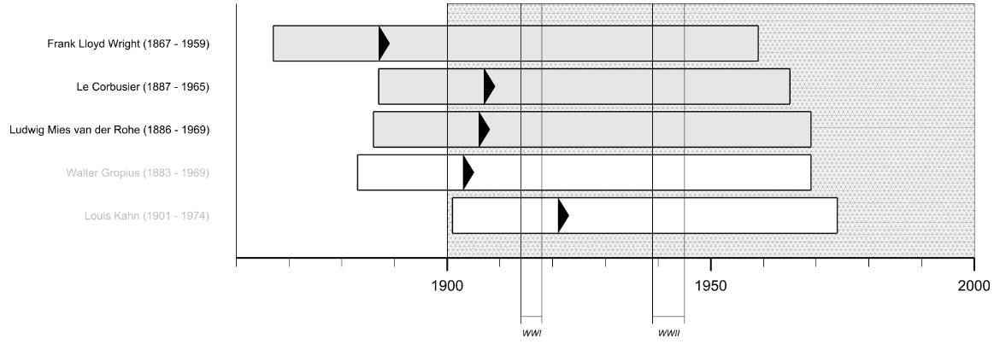 Frank Lloyd Wright (1867 - 1959)
Le Corbusier (1887 - 1965)
Ludwig Mies van der Rohe (1886 - 1969)
Walter Gropius (1883 - 1969)
Louis Kahn (1901 - 1974)
1900 1950 2000
WWI WWII